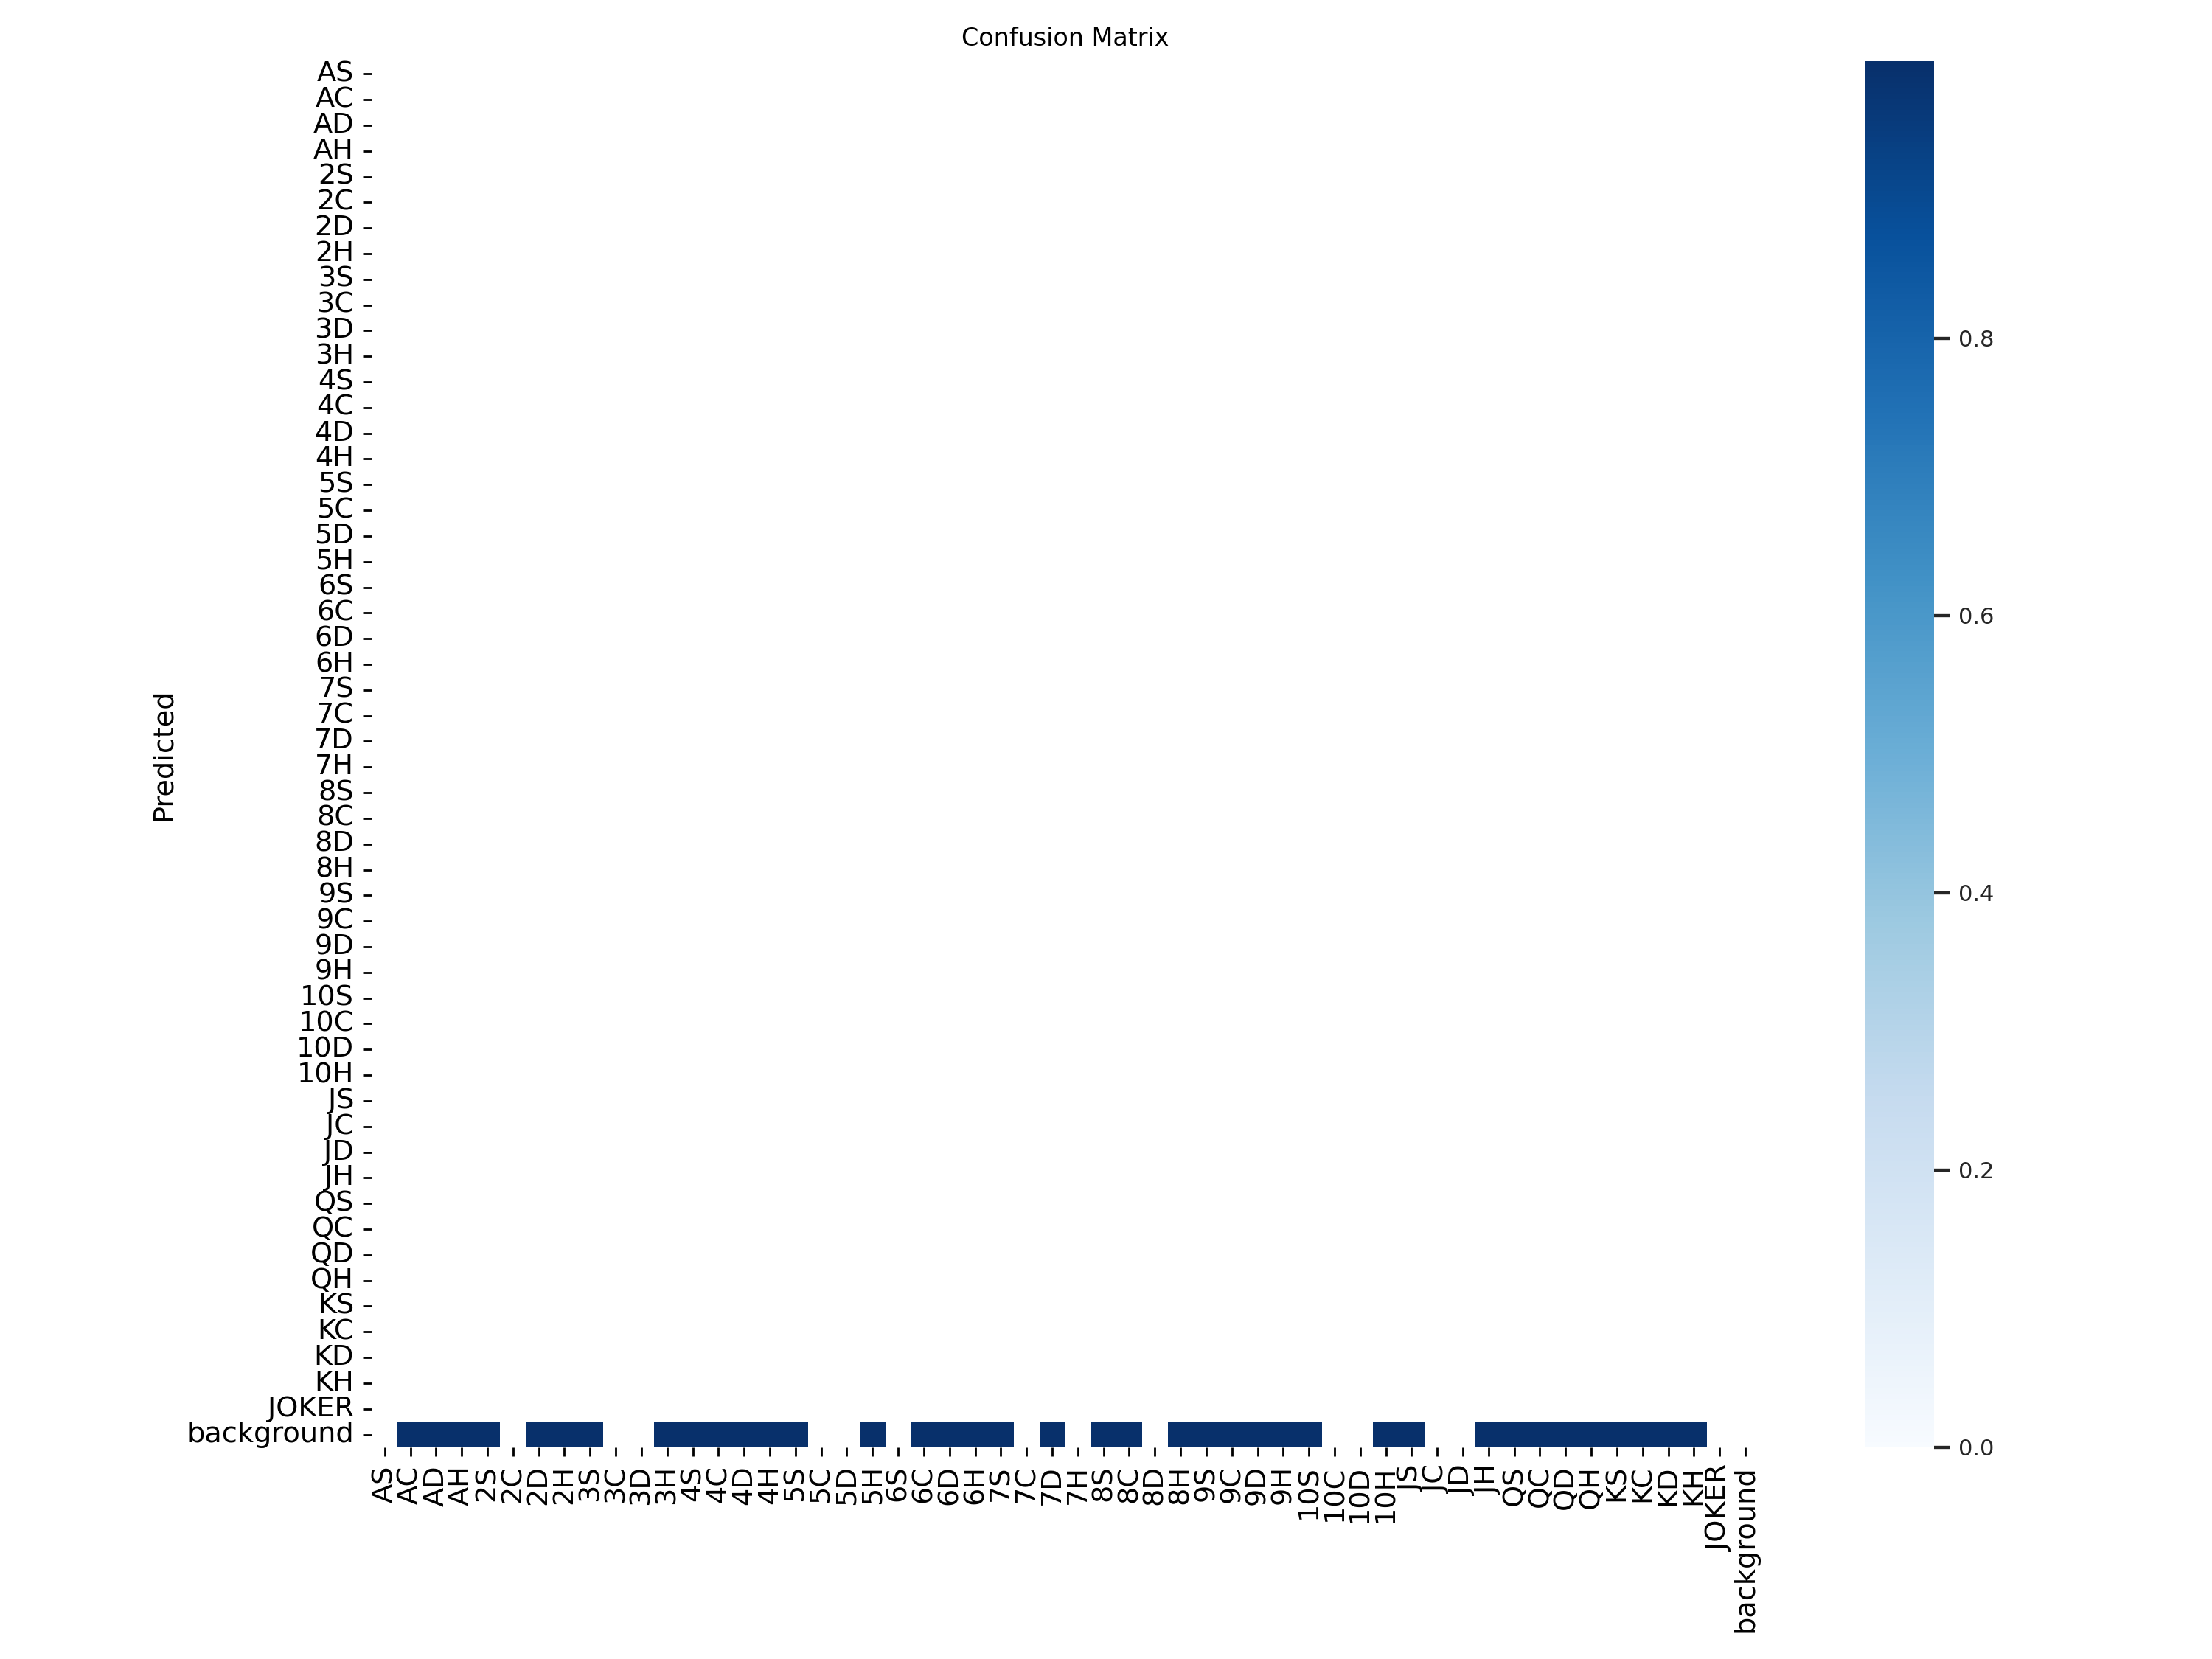 Confusion Matrix
AS
AC
AD
AH
2S
2C
2D
2H
3S
3C
3D
3H
4S
4C
4D
4H
5S
5C
5D
5H
6S
6C
6D
6H
7S
7C
7D
7H
8S
8C
8D
8H
9S
9C
9D
9H
10S
10C
10D
10H
JS
JC
JD
JH
QS
QC
QD
QH
KS
KC
KD
KH
JOKER
background
Predicted
AS AC AD AH 2S 2C 2D 2H 3S 3C 3D 3H 4S 4C 4D 4H 5S 5C 5D 5H 6S 6C 6D 6H 7S 7C 7D 7H 8S 8C 8D 8H 9S 9C 9D 9H 10S 10C 10D 10H JS JC JD JH QS QC QD QH KS KC KD KH JOKER background
0.8
0.6
0.4
0.2
0.0